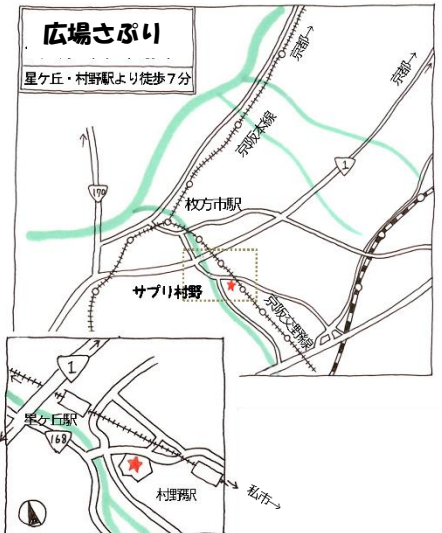 広場さぷり
星ケ丘・村野駅より徒歩7分
京都→
京都→
京阪本線
1
170
枚方市駅
サプリ村野
京阪交野線
1
星ケ丘駅
168
村野駅
私市→